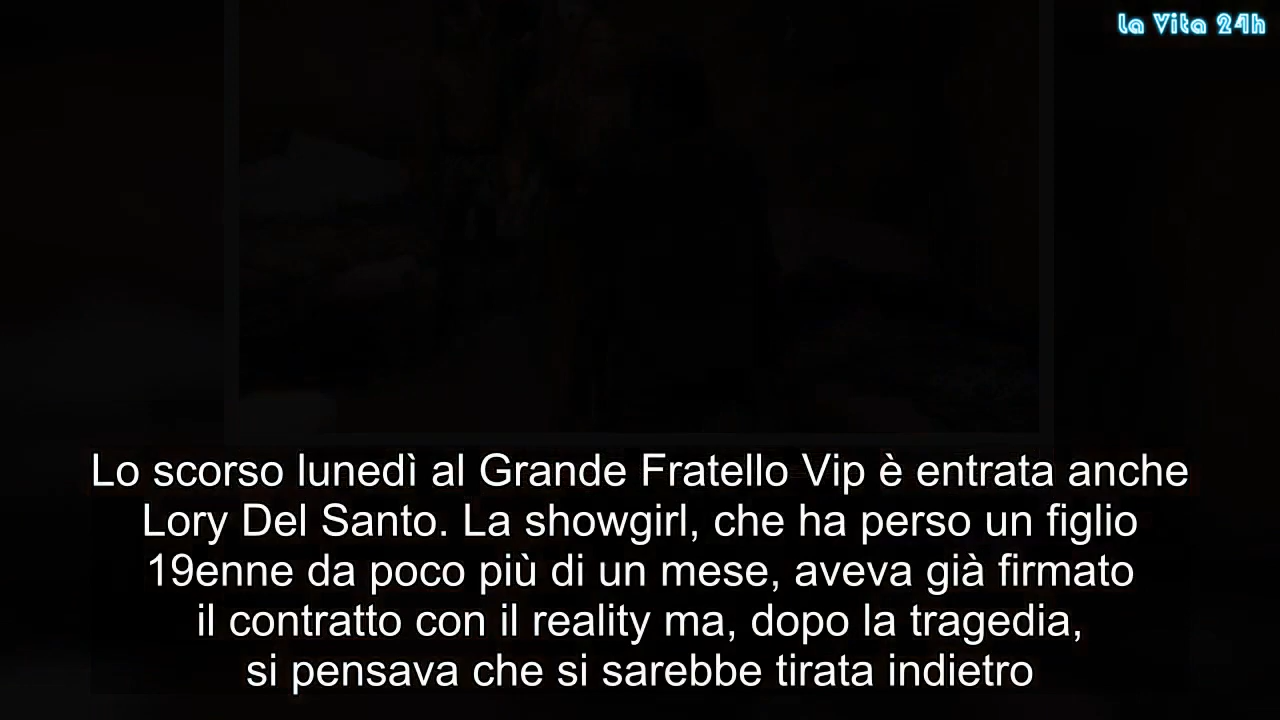 La Vita 24h
Lo scorso lunedì al Grande Fratello Vip è entrata anche
Lory Del Santo. La showgirl, che ha perso un figlio
19enne da poco più di un mese, aveva già firmato
il contratto con il reality ma, dopo la tragedia,
si pensava che si sarebbe tirata indietro